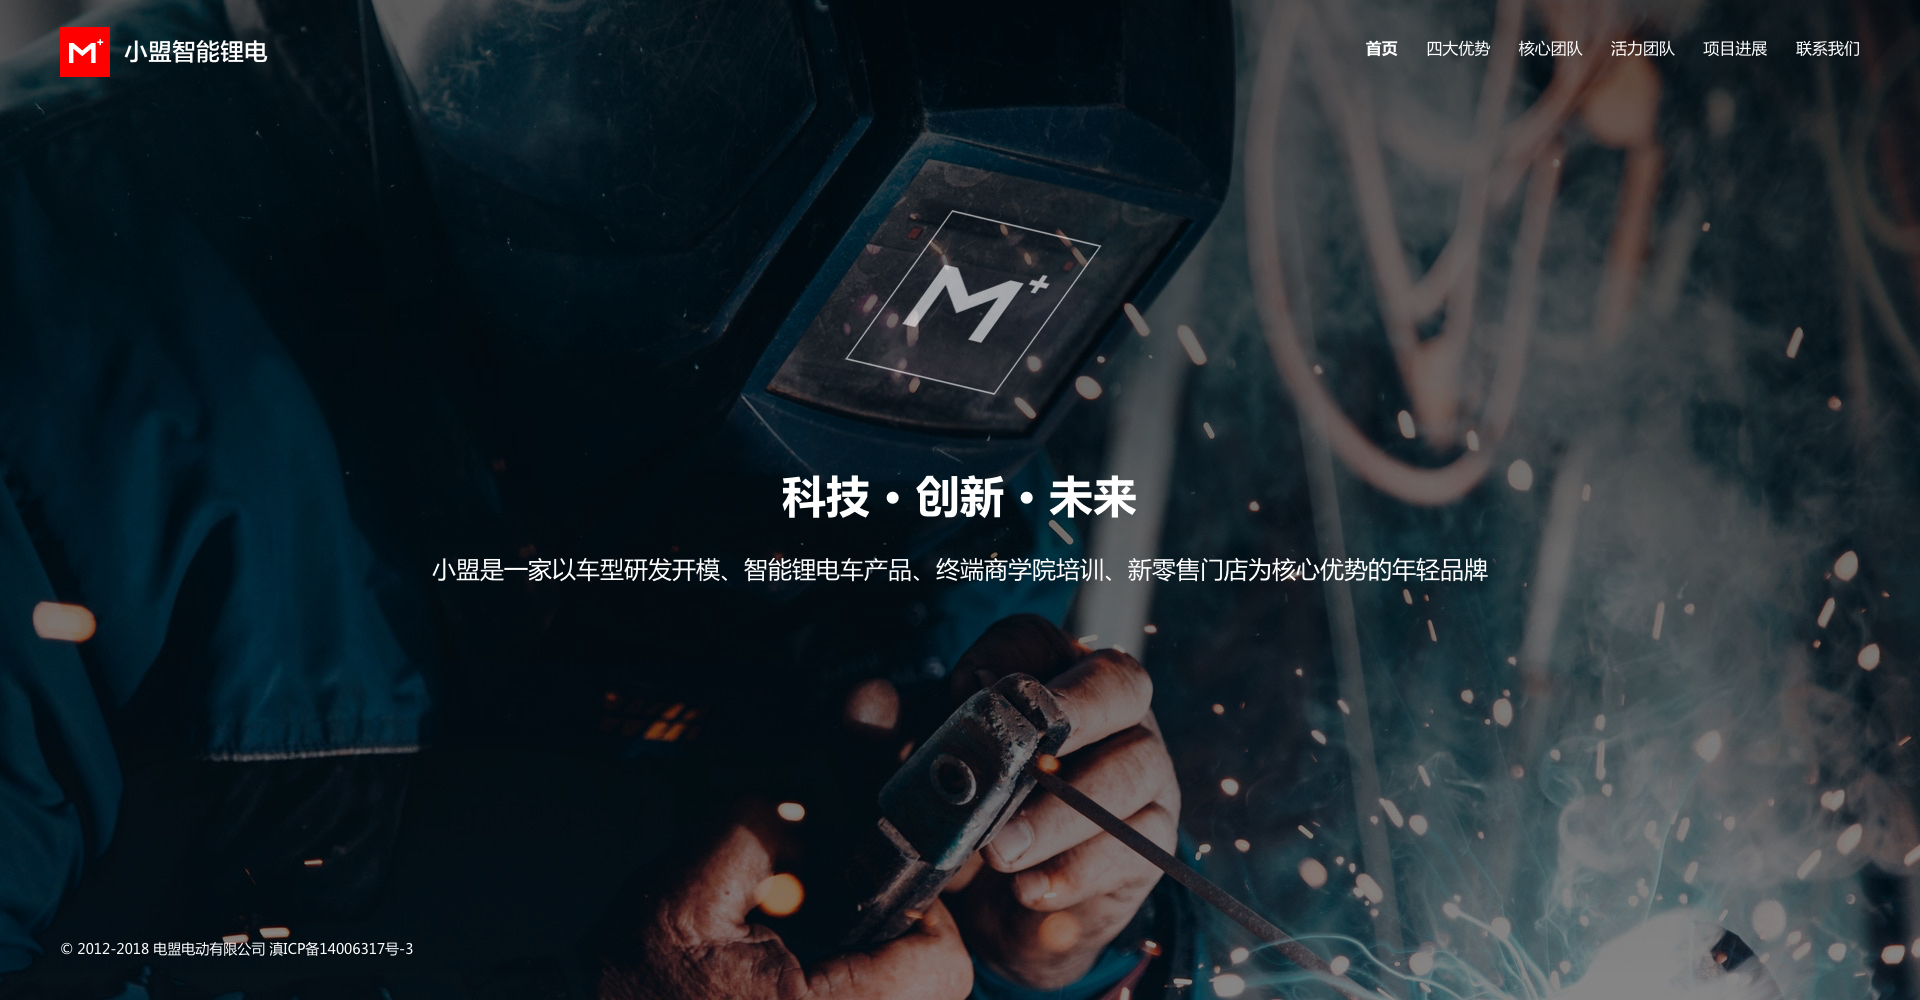 M+ 小盟智能锂电
首页 四大优势 核心团队 活力团队 项目进展 联系我们
M+
科技·创新·未来
小盟是一家以车型研发开模、智能锂电车产品、终端商学院培训、新零售门店为核心优势的年轻品牌
© 2012-2018 电盟电动有限公司 滇ICP备14006317号-3